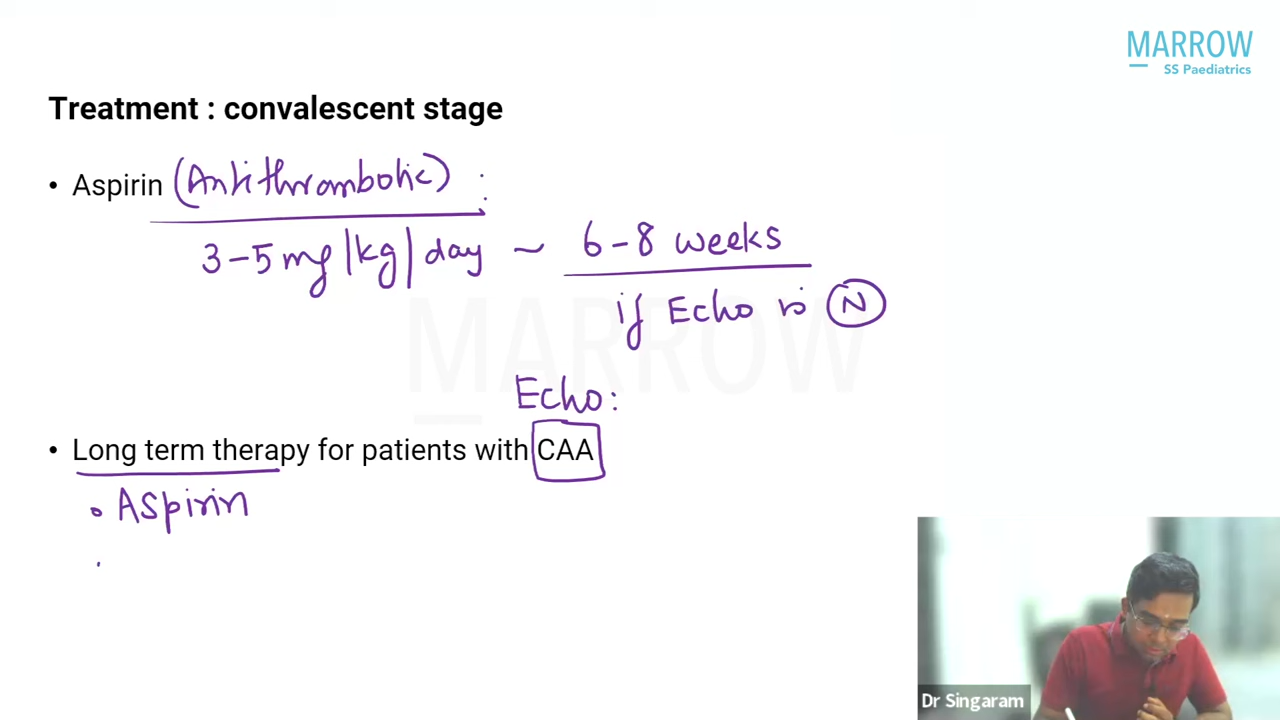 MARROW
SS Paediatrics
Treatment : convalescent stage
• Aspirin (Antithrombotic) :
3-5 mg/kg/day ~ 6-8 weeks
if Echo is N
MARROW
Echo:
• Long term therapy for patients with CAA
• Aspirin
Dr Singaram